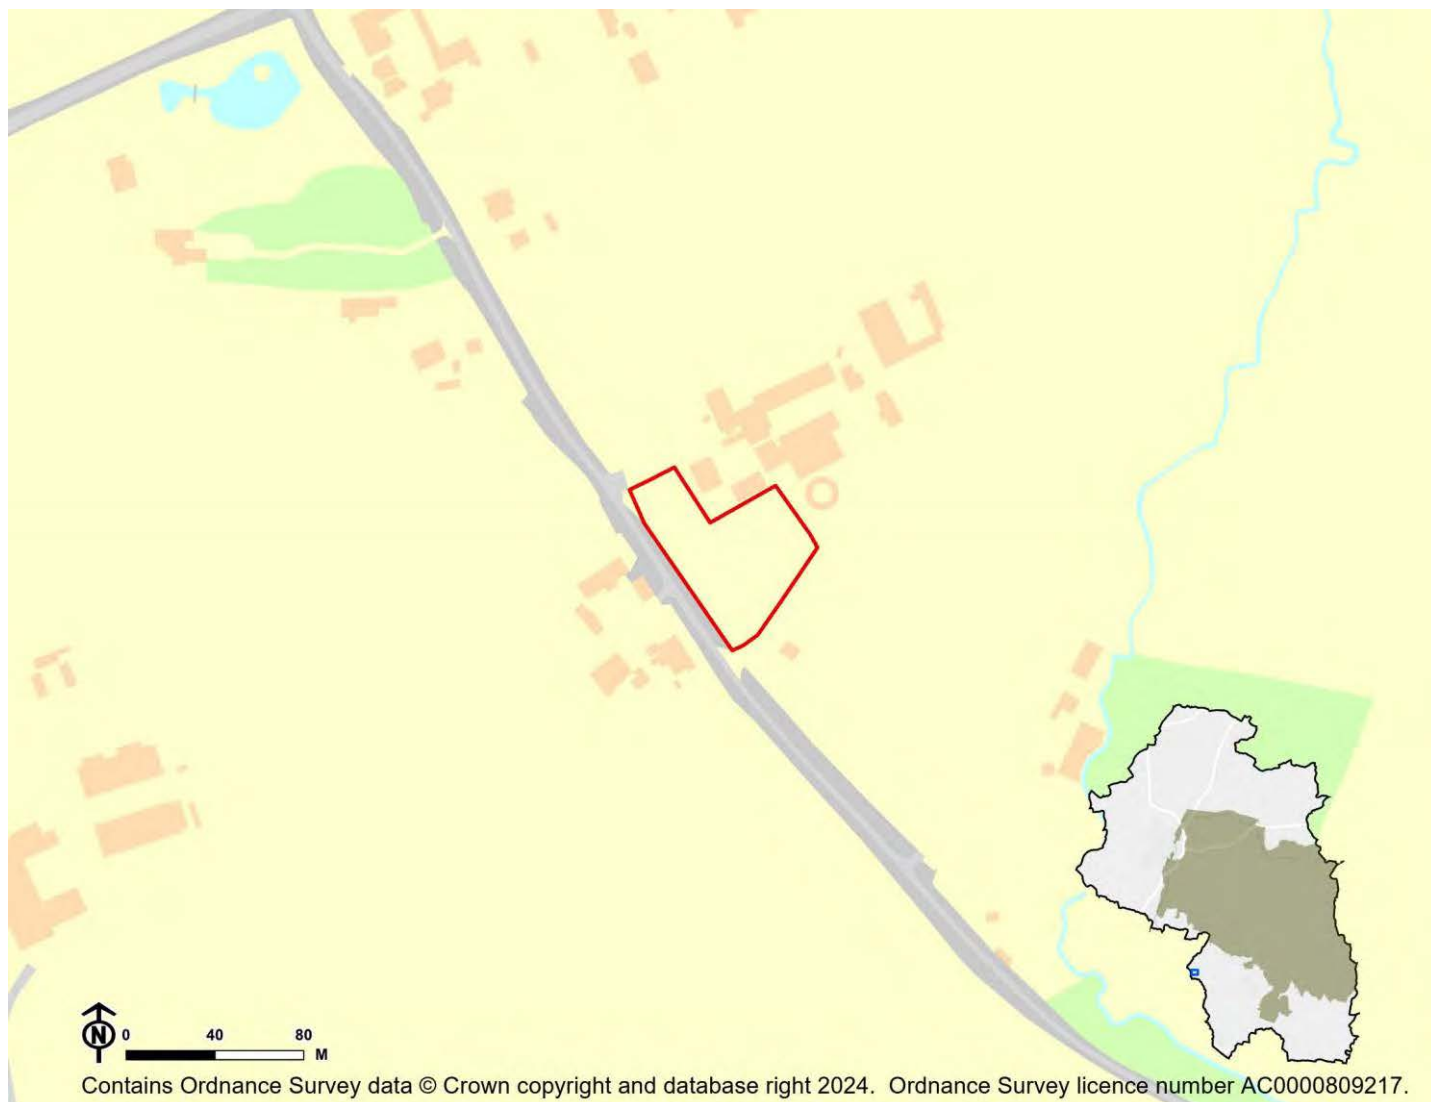 N 0 40 80
M
Contains Ordnance Survey data © Crown copyright and database right 2024. Ordnance Survey licence number AC0000809217.